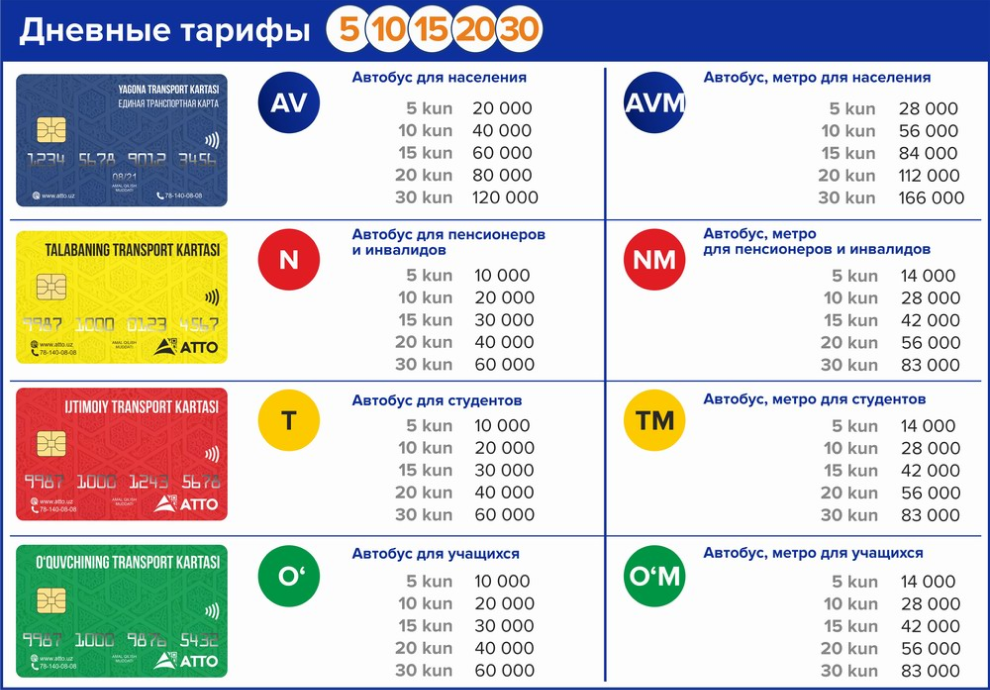 Дневные тарифы 5 10 15 20 30
YAGONA TRANSPORT KARTASI
ЕДИНАЯ ТРАНСПОРТНАЯ КАРТА
1234 5678 9012 3456
08/21
AMAL QILISH
MUDDATI
www.atto.uz
78-140-08-08
AV
Автобус для населения
5 kun 20 000
10 kun 40 000
15 kun 60 000
20 kun 80 000
30 kun 120 000
AVM
Автобус, метро для населения
5 kun 28 000
10 kun 56 000
15 kun 84 000
20 kun 112 000
30 kun 166 000
TALABANING TRANSPORT KARTASI
9987 1000 0123 4567
www.atto.uz
78-140-08-08
AMAL QILISH
MUDDATI
ATTO
N
Автобус для пенсионеров
и инвалидов
5 kun 10 000
10 kun 20 000
15 kun 30 000
20 kun 40 000
30 kun 60 000
NM
Автобус, метро
для пенсионеров и инвалидов
5 kun 14 000
10 kun 28 000
15 kun 42 000
20 kun 56 000
30 kun 83 000
IJTIMOIY TRANSPORT KARTASI
9987 1000 1243 5678
www.atto.uz
78-140-08-08
AMAL QILISH
MUDDATI
ATTO
T
Автобус для студентов
5 kun 10 000
10 kun 20 000
15 kun 30 000
20 kun 40 000
30 kun 60 000
TM
Автобус, метро для студентов
5 kun 14 000
10 kun 28 000
15 kun 42 000
20 kun 56 000
30 kun 83 000
O‘QUVCHINING TRANSPORT KARTASI
9987 1000 9876 5432
www.atto.uz
78-140-08-08
AMAL QILISH
MUDDATI
ATTO
O‘
Автобус для учащихся
5 kun 10 000
10 kun 20 000
15 kun 30 000
20 kun 40 000
30 kun 60 000
O‘M
Автобус, метро для учащихся
5 kun 14 000
10 kun 28 000
15 kun 42 000
20 kun 56 000
30 kun 83 000